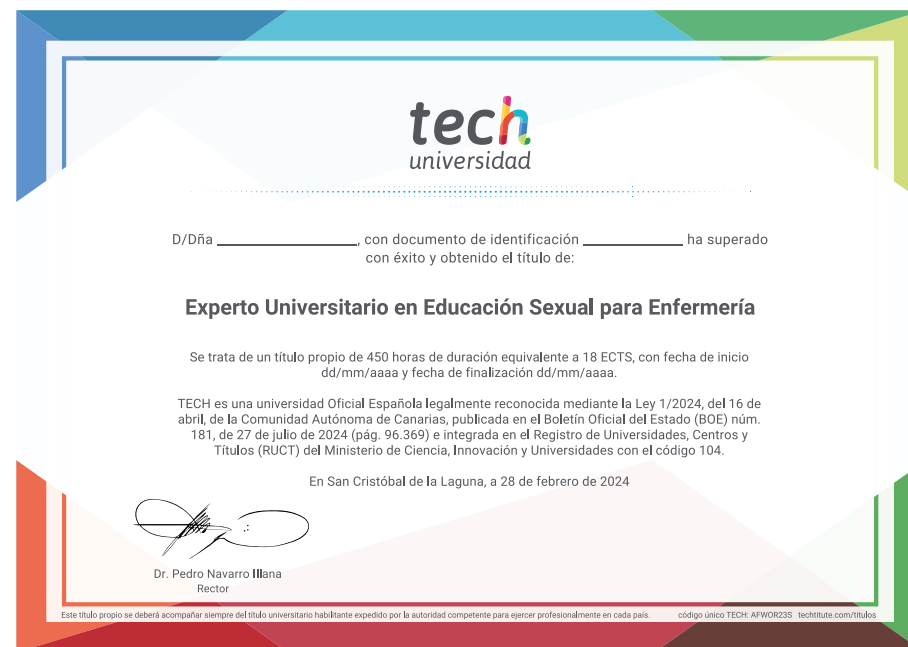 tech
universidad
D/Dña ____________________, con documento de identificación ______________ ha superado
con éxito y obtenido el título de:
Experto Universitario en Educación Sexual para Enfermería
Se trata de un título propio de 450 horas de duración equivalente a 18 ECTS, con fecha de inicio
dd/mm/aaaa y fecha de finalización dd/mm/aaaa.
TECH es una universidad Oficial Española legalmente reconocida mediante la Ley 1/2024, del 16 de
abril, de la Comunidad Autónoma de Canarias, publicada en el Boletín Oficial del Estado (BOE) núm.
181, de 27 de julio de 2024 (pág. 96.369) e integrada en el Registro de Universidades, Centros y
Títulos (RUCT) del Ministerio de Ciencia, Innovación y Universidades con el código 104.
En San Cristóbal de la Laguna, a 28 de febrero de 2024
Dr. Pedro Navarro Illana
Rector
Este título propio se deberá acompañar siempre del título universitario habilitante expedido por la autoridad competente para ejercer profesionalmente en cada país. código único TECH: AFWOR23S techtitute.com/titulos